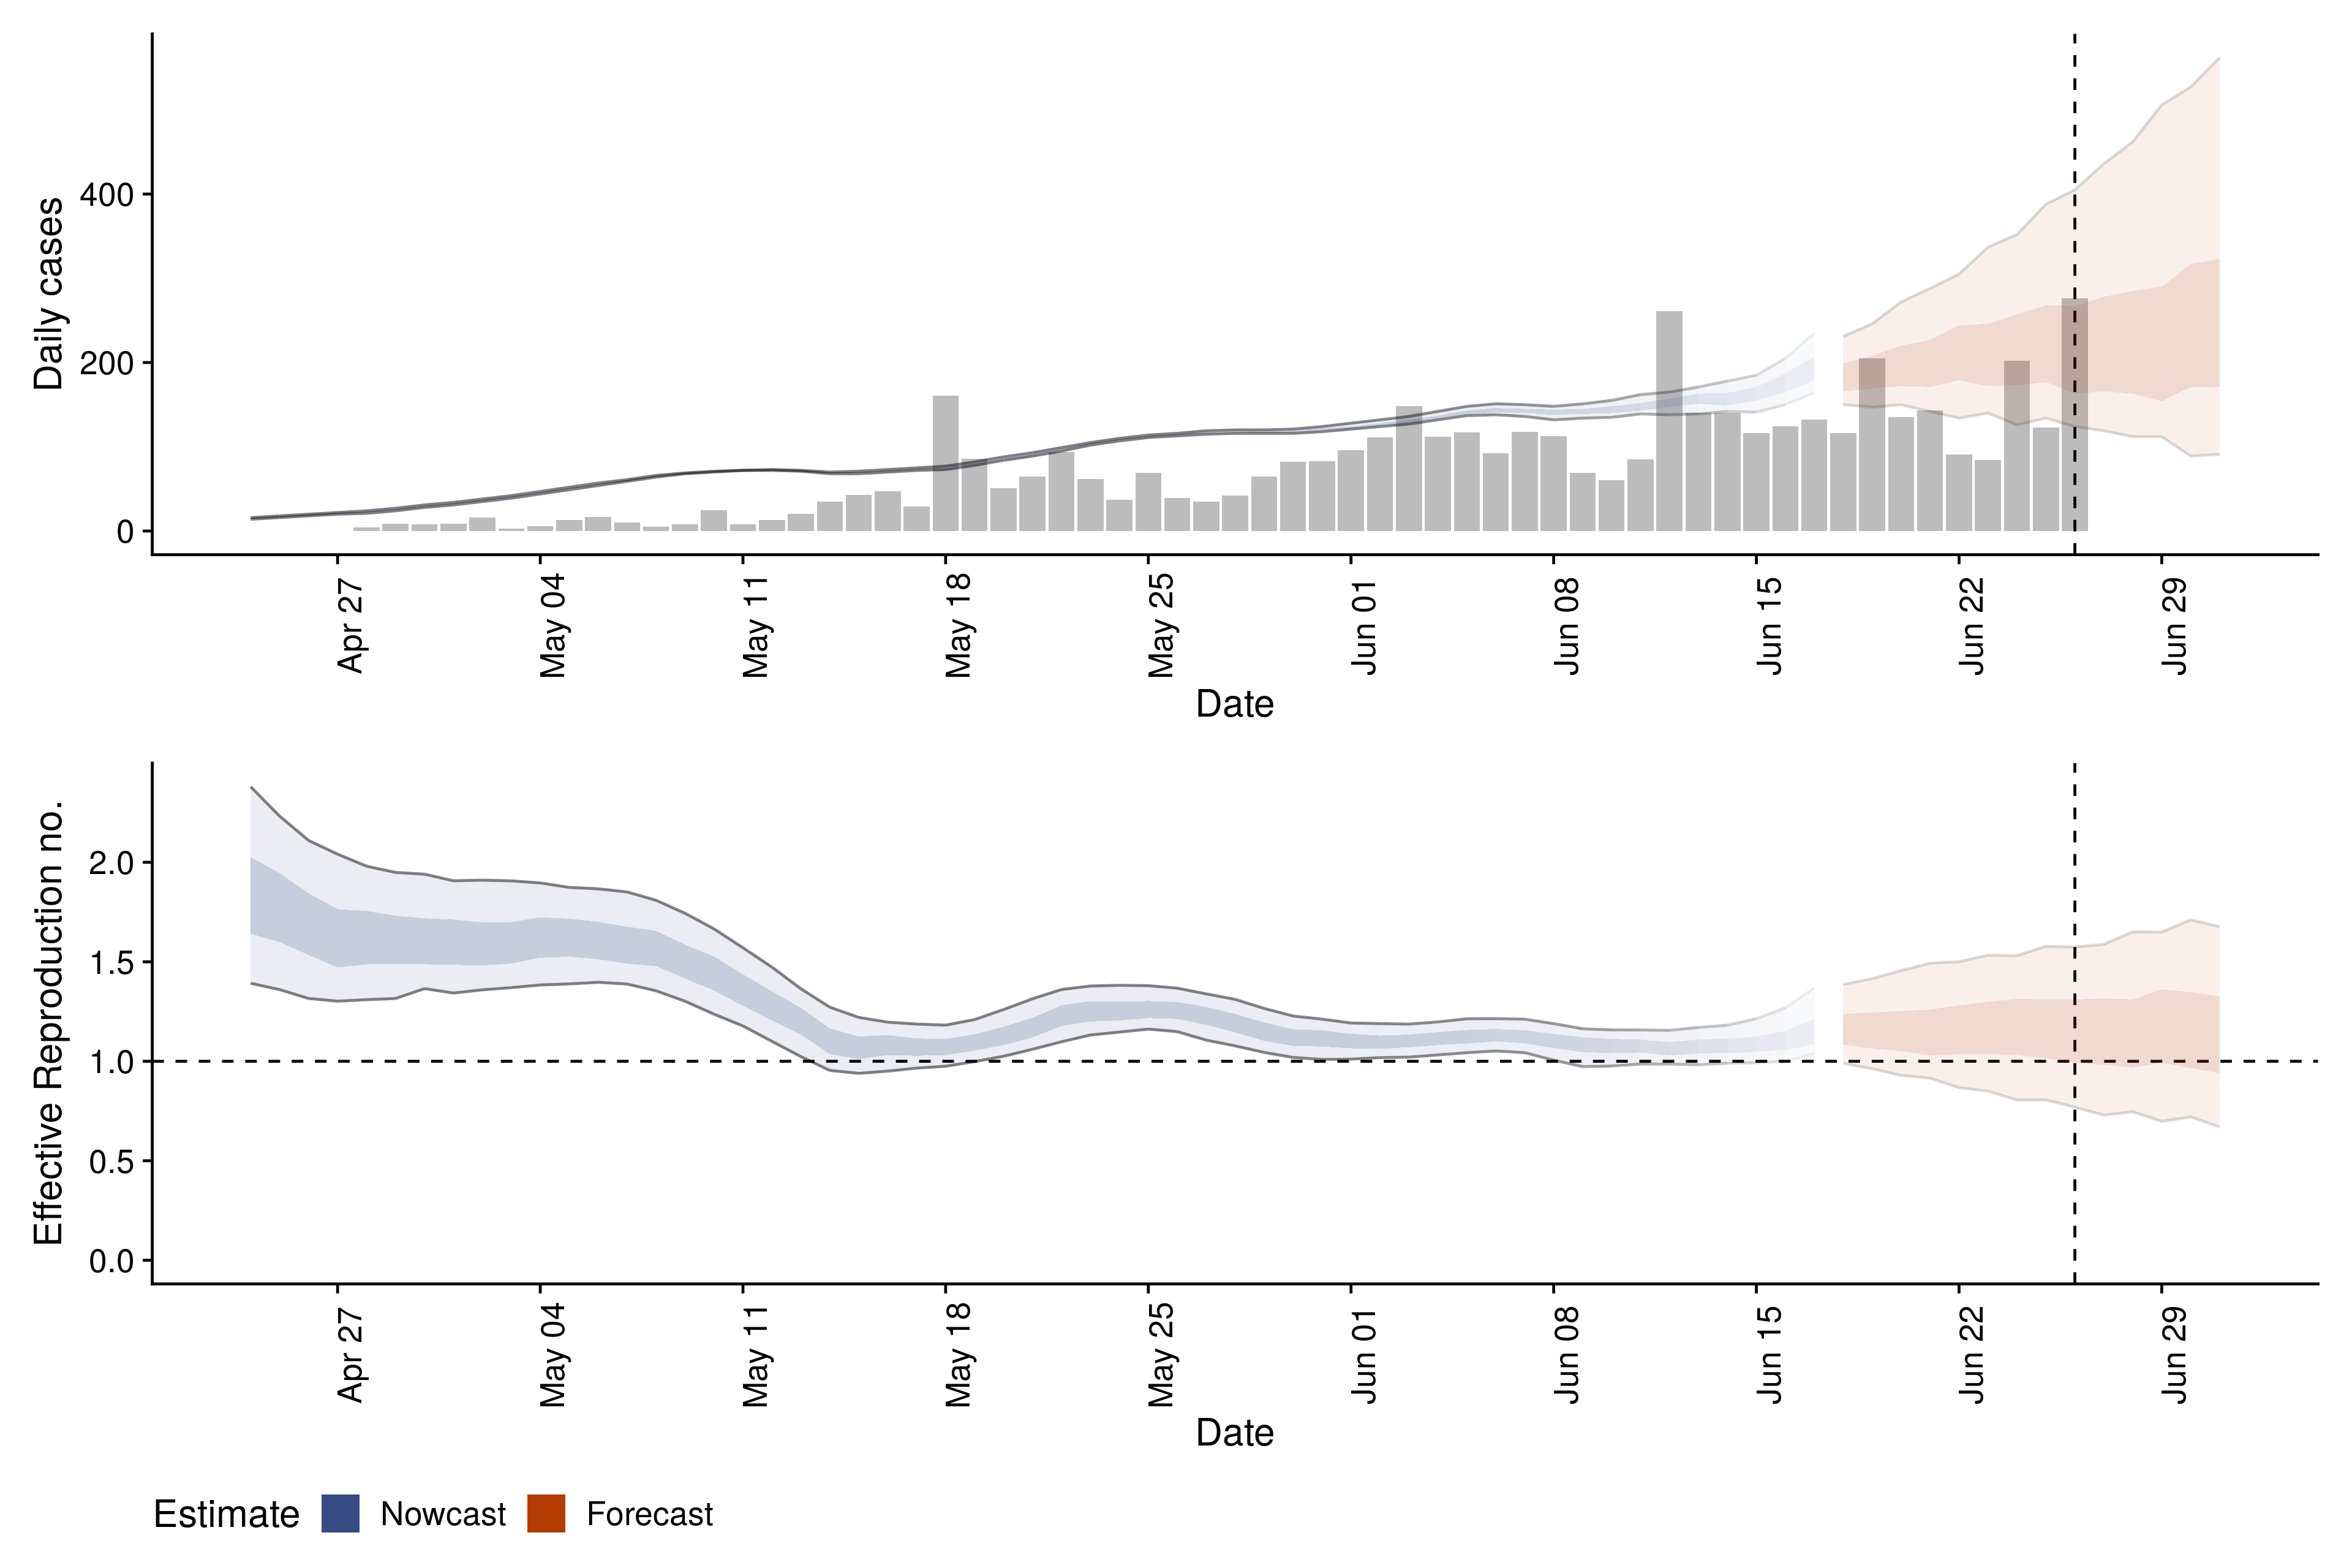 Daily cases
400
200
0
Apr 27
May 04
May 11
May 18
May 25
Jun 01
Jun 08
Jun 15
Jun 22
Jun 29
Date
Effective Reproduction no.
2.0
1.5
1.0
0.5
0.0
Apr 27
May 04
May 11
May 18
May 25
Jun 01
Jun 08
Jun 15
Jun 22
Jun 29
Date
Estimate Nowcast Forecast